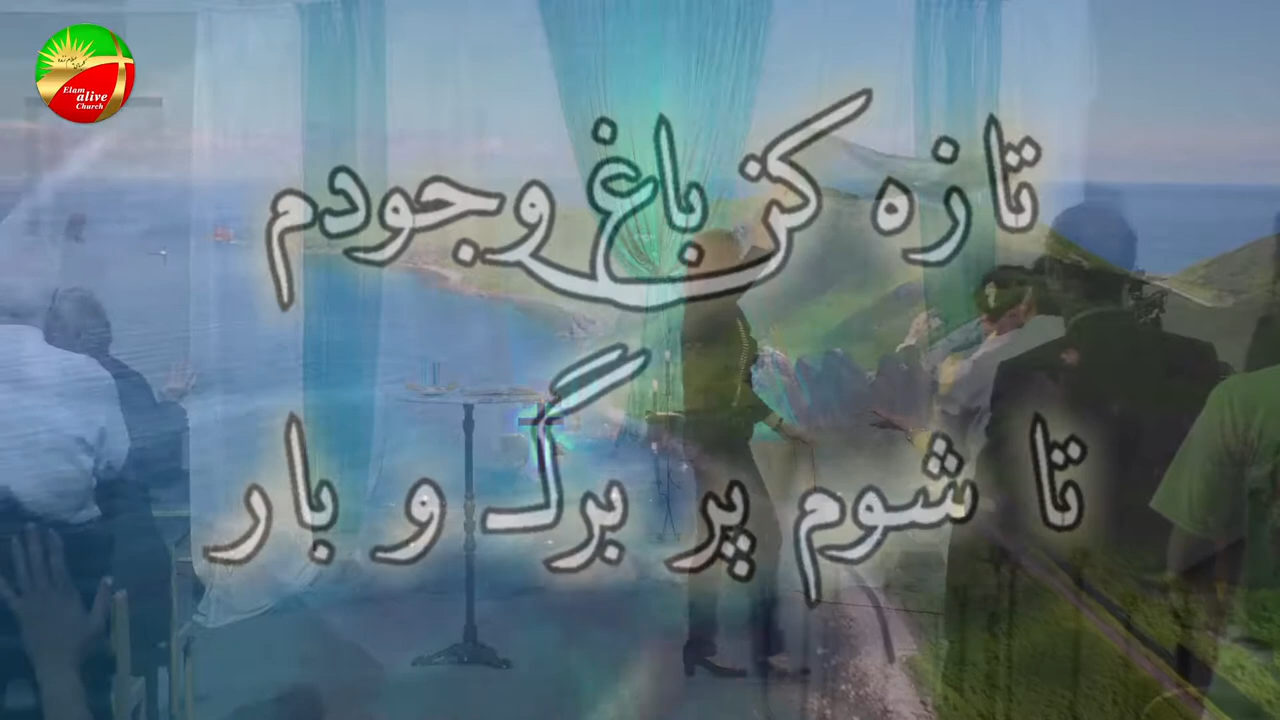 Elam
alive
Church
تازه کن باغ وجودم
تا شوم پر برگ و بار